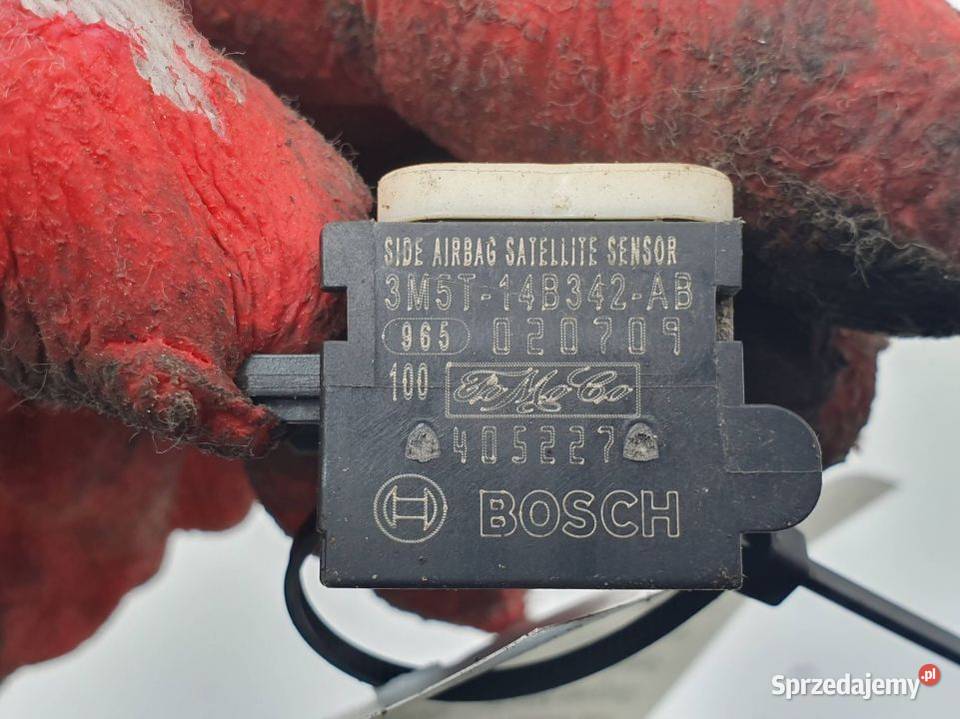 SIDE AIRBAG SATELLITE SENSOR
3M5T-14B342-AB
965 020709
100 FoMoCo
405227
BOSCH
Sprzedajemy.pl